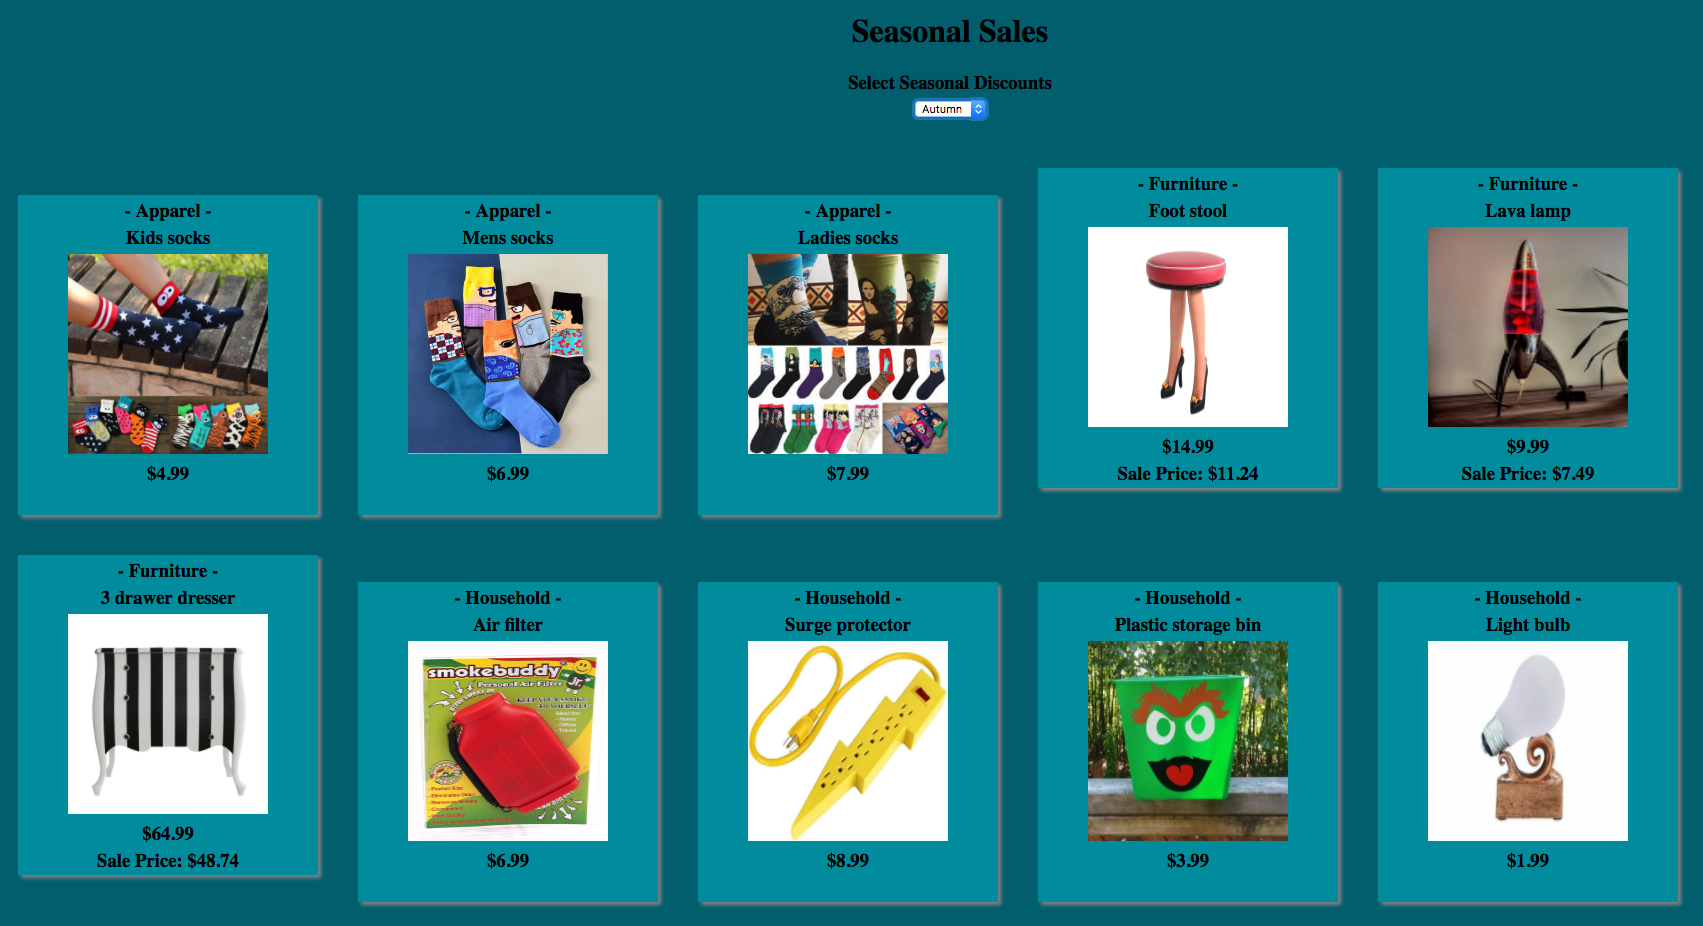 Seasonal Sales
Select Seasonal Discounts
Autumn
- Apparel -
Kids socks
$4.99
- Apparel -
Mens socks
$6.99
- Apparel -
Ladies socks
$7.99
- Furniture -
Foot stool
$14.99
Sale Price: $11.24
- Furniture -
Lava lamp
$9.99
Sale Price: $7.49
- Furniture -
3 drawer dresser
$64.99
Sale Price: $48.74
- Household -
Air filter
smokebuddy
Jr.
Personal Air Filter
$6.99
- Household -
Surge protector
$8.99
- Household -
Plastic storage bin
$3.99
- Household -
Light bulb
$1.99